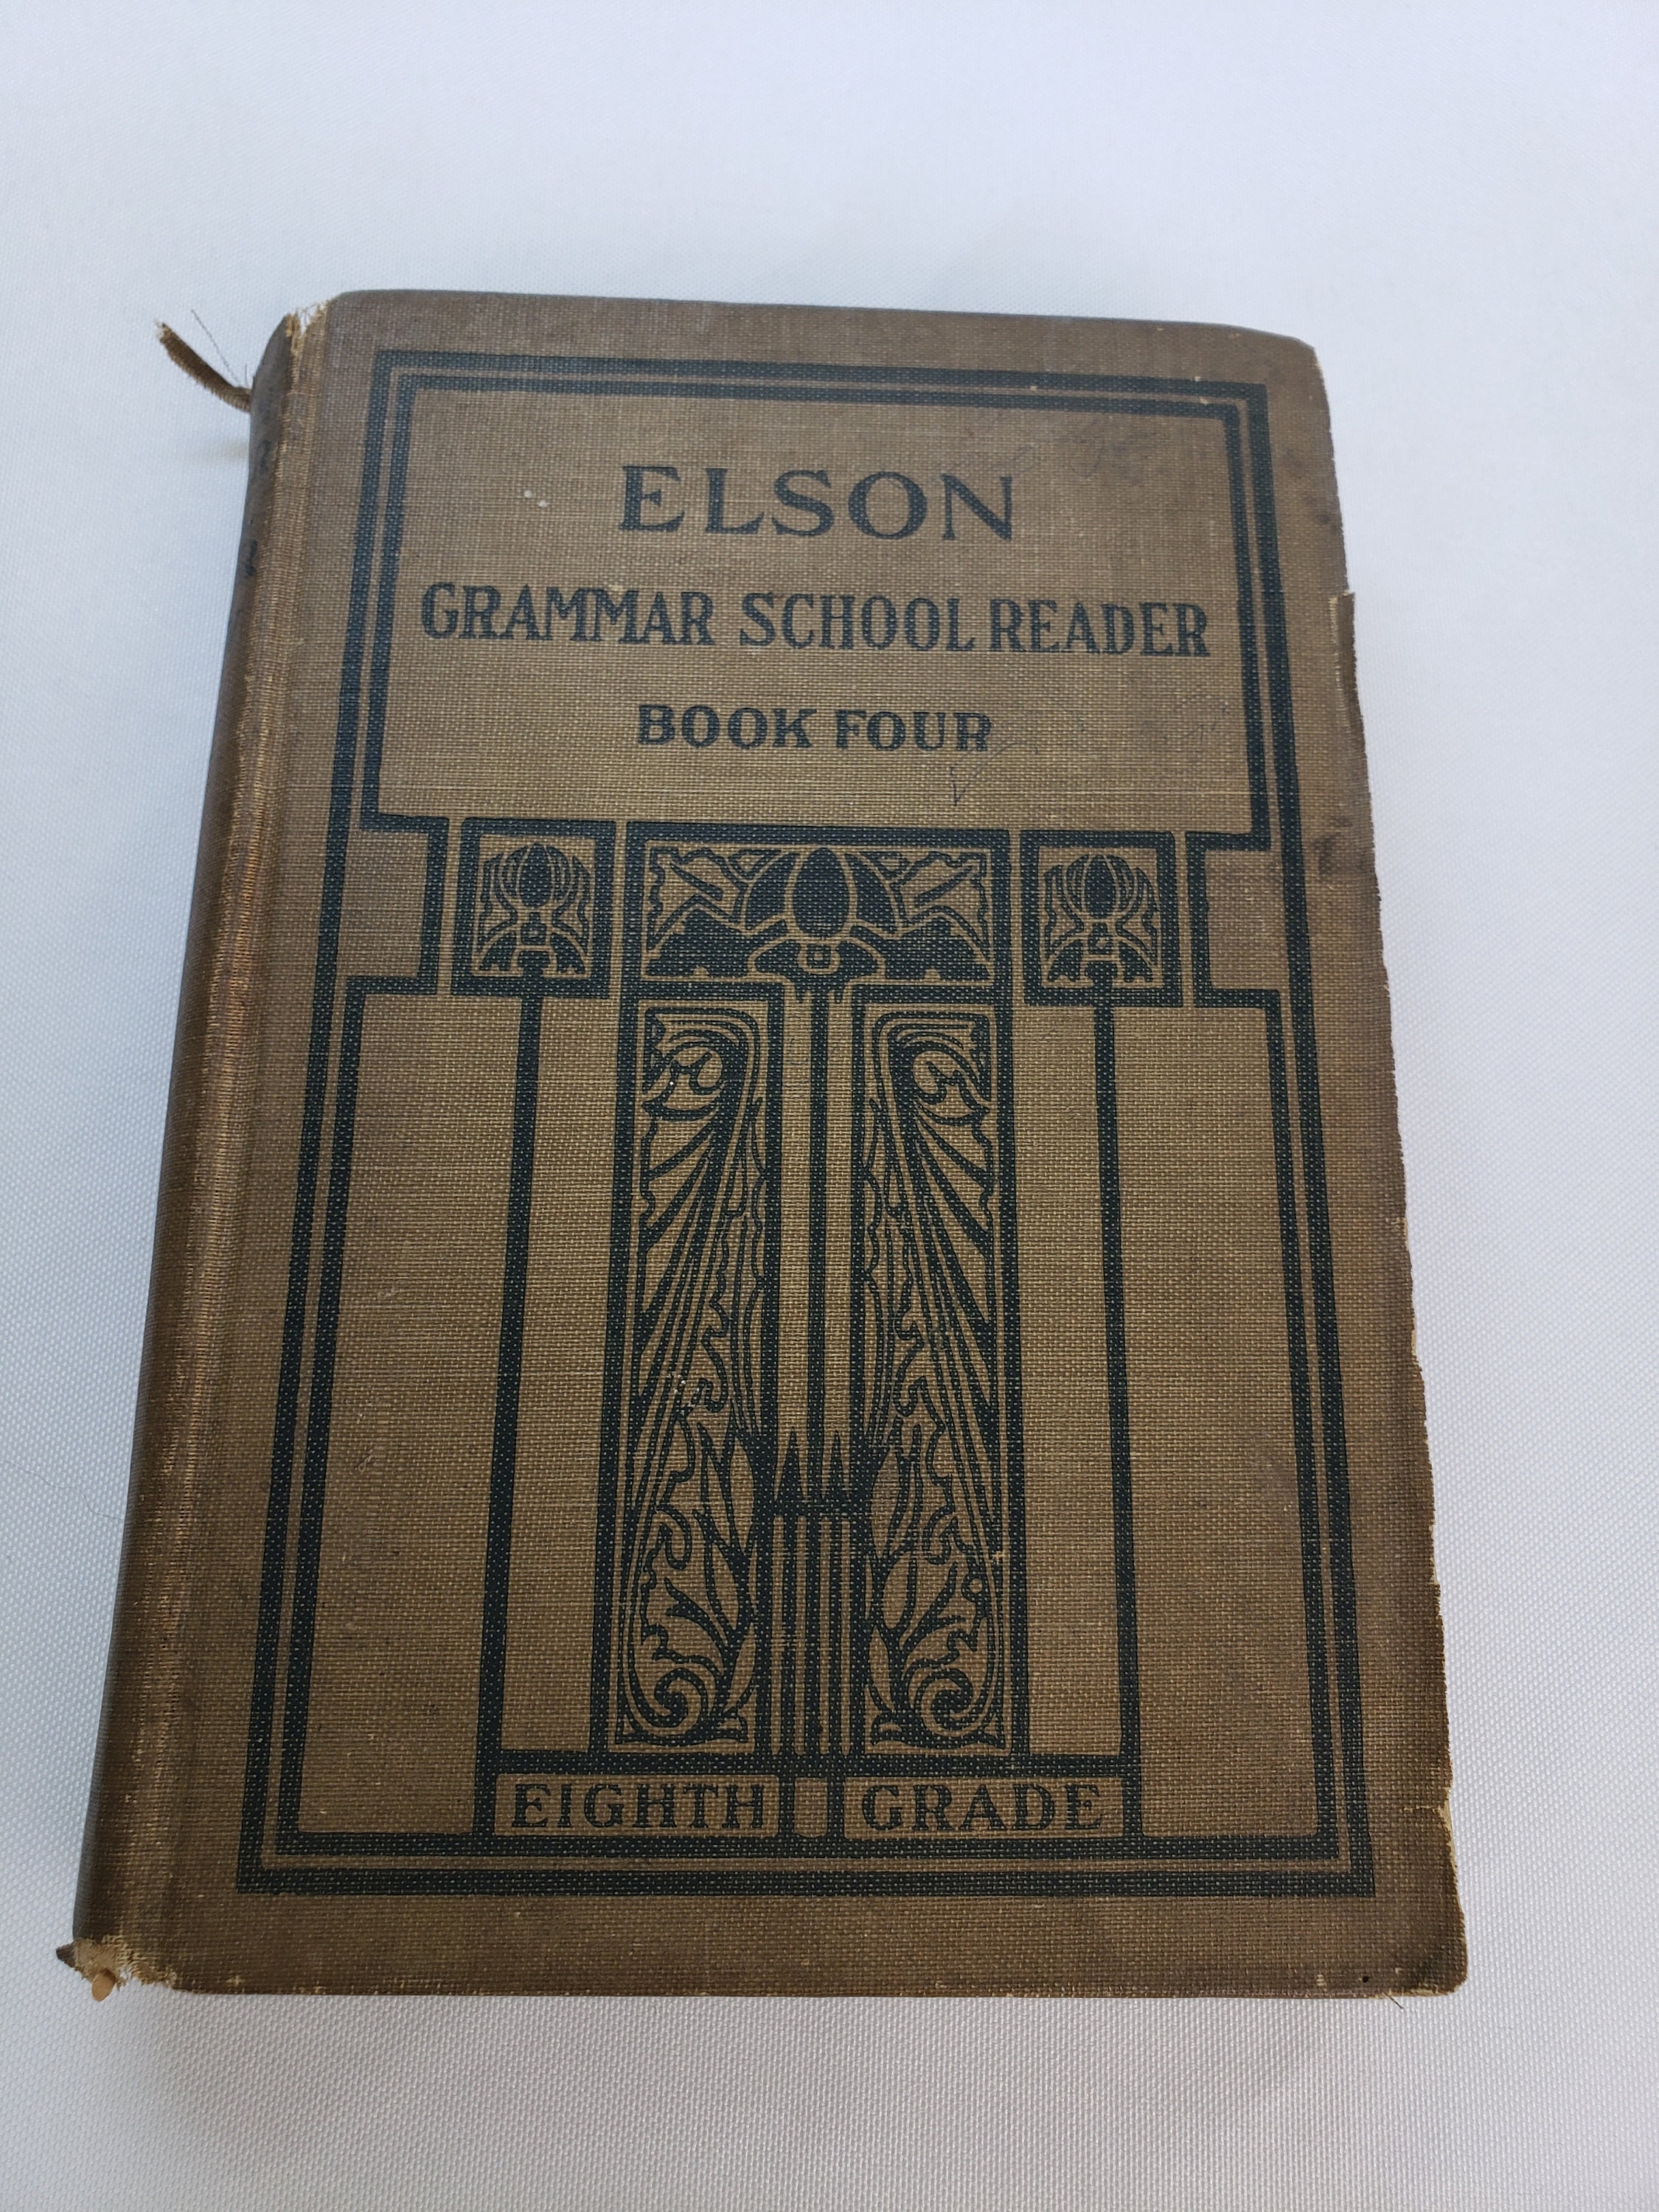 ELSON
GRAMMAR SCHOOL READER
BOOK FOUR
EIGHTH GRADE